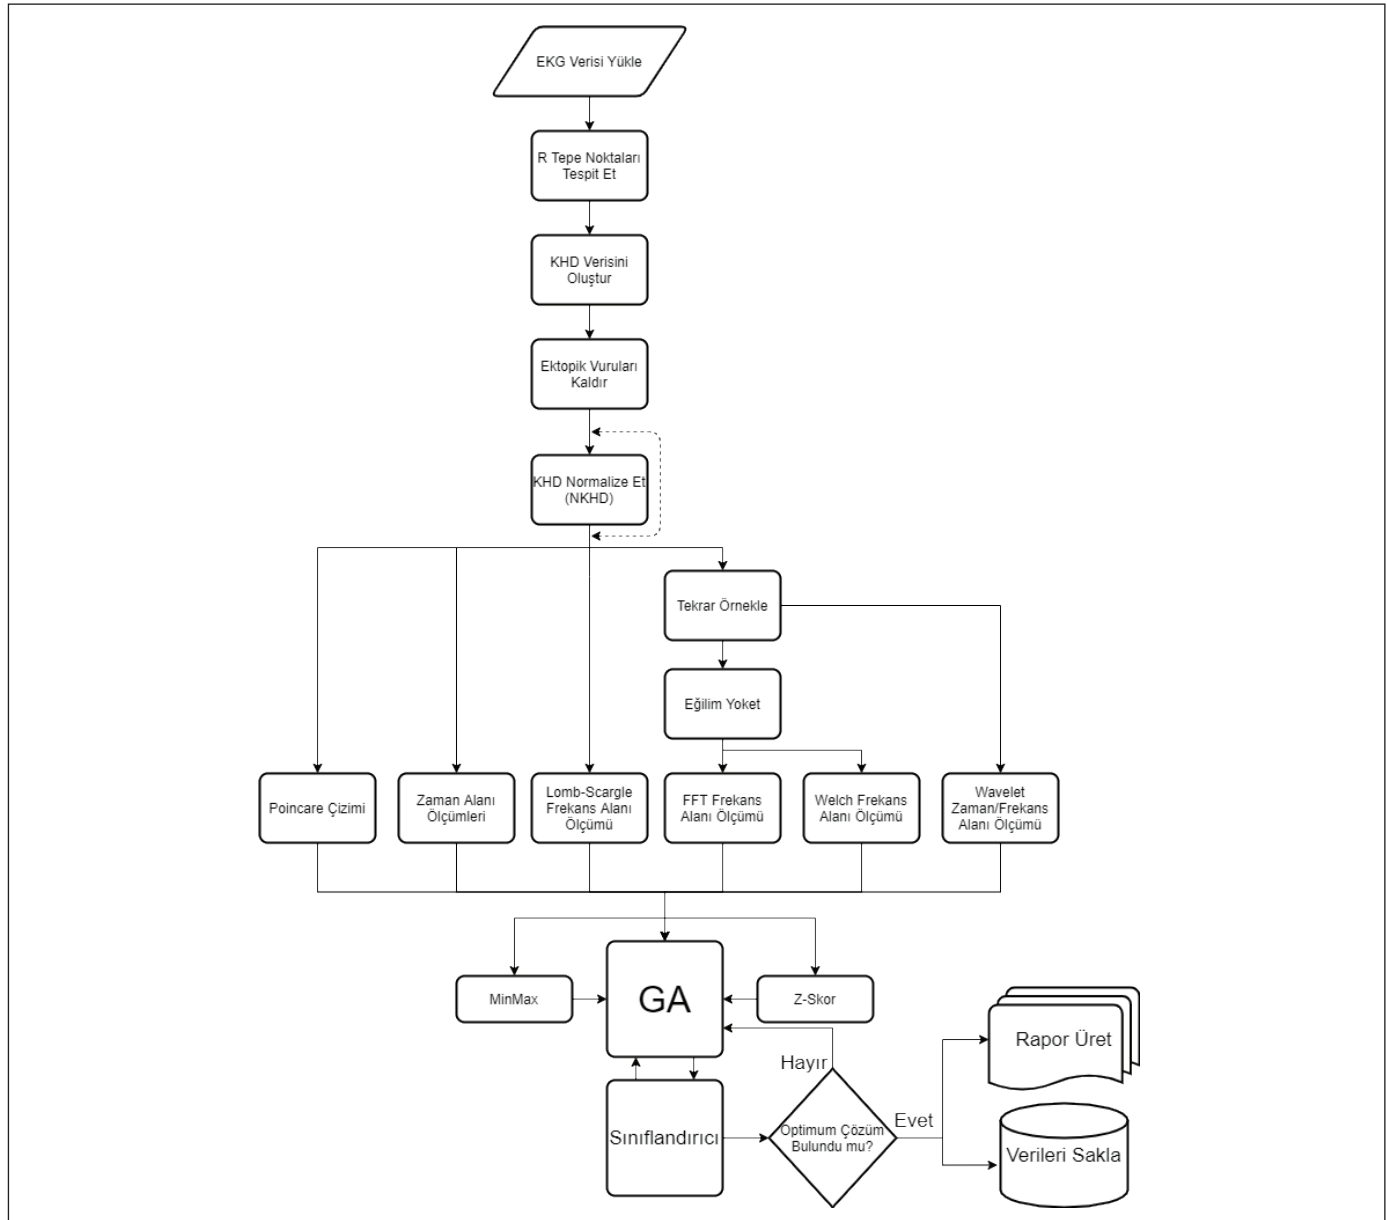 EKG Verisi Yükle
R Tepe Noktaları
Tespit Et
KHD Verisini
Oluştur
Ektopik Vuruları
Kaldır
KHD Normalize Et
(NKHD)
Tekrar Örnekle
Eğilim Yoket
Poincare Çizimi
Zaman Alanı
Ölçümleri
Lomb-Scargle
Frekans Alanı
Ölçümü
FFT Frekans
Alanı Ölçümü
Welch Frekans
Alanı Ölçümü
Wavelet
Zaman/Frekans
Alanı Ölçümü
MinMax
GA
Z-Skor
Hayır
Rapor Üret
Sınıflandırıcı
Optimum Çözüm
Bulundu mu?
Evet
Verileri Sakla